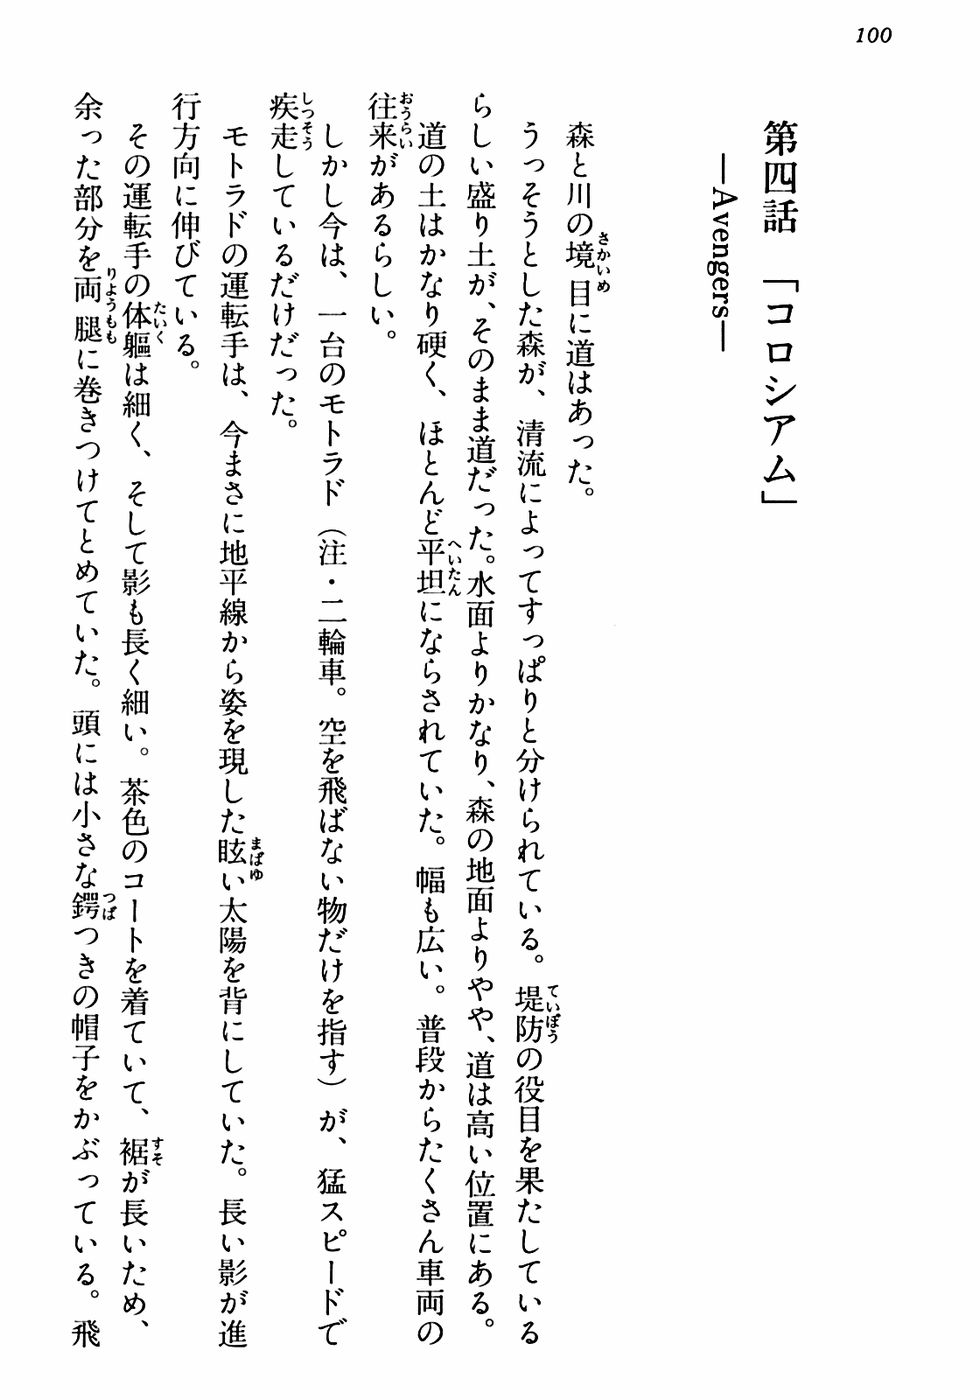 100
第四話　「コロシアム」
―Avengers―
森と川の境目に道はあった。
うっそうとした森が、清流によってすっぱりと分けられている。堤防の役目を果たしている
らしい盛り土が、そのまま道だった。水面よりかなり、森の地面よりやや、道は高い位置にある。
道の土はかなり硬く、ほとんど平坦にならされていた。幅も広い。普段からたくさん車両の
往来があるらしい。
しかし今は、一台のモトラド（注・二輪車。空を飛ばない物だけを指す）が、猛スピードで
疾走しているだけだった。
モトラドの運転手は、今まさに地平線から姿を現した眩い太陽を背にしていた。長い影が進
行方向に伸びている。
その運転手の体軀は細く、そして影も長く細い。茶色のコートを着ていて、裾が長いため、
余った部分を両腿に巻きつけてとめていた。頭には小さな鍔つきの帽子をかぶっている。飛